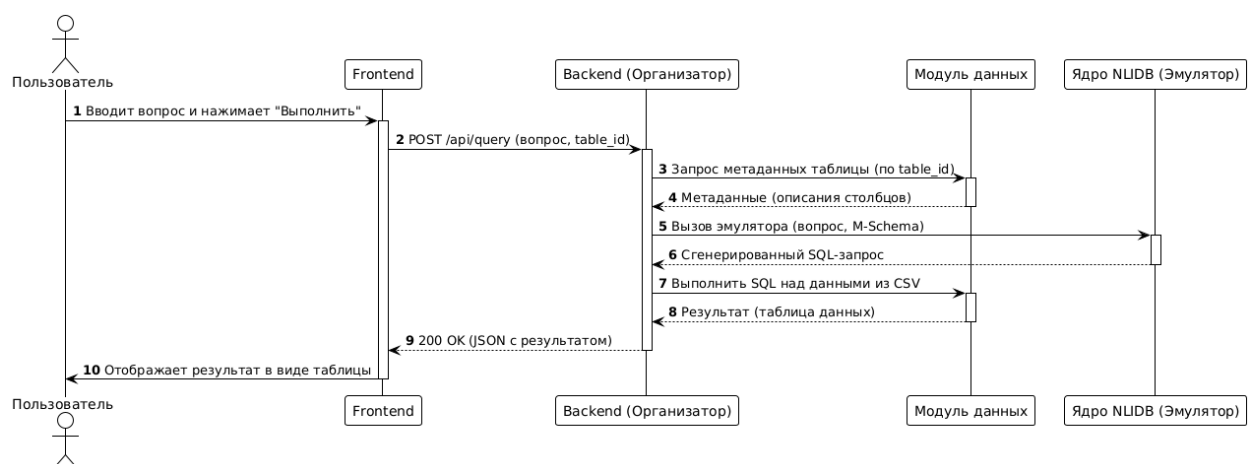 Пользователь
Frontend
Backend (Организатор)
Модуль данных
Ядро NLIDB (Эмулятор)
1 Вводит вопрос и нажимает "Выполнить"
2 POST /api/query (вопрос, table_id)
3 Запрос метаданных таблицы (по table_id)
4 Метаданные (описания столбцов)
5 Вызов эмулятора (вопрос, M-Schema)
6 Сгенерированный SQL-запрос
7 Выполнить SQL над данными из CSV
8 Результат (таблица данных)
9 200 OK (JSON с результатом)
10 Отображает результат в виде таблицы
Пользователь
Frontend
Backend (Организатор)
Модуль данных
Ядро NLIDB (Эмулятор)